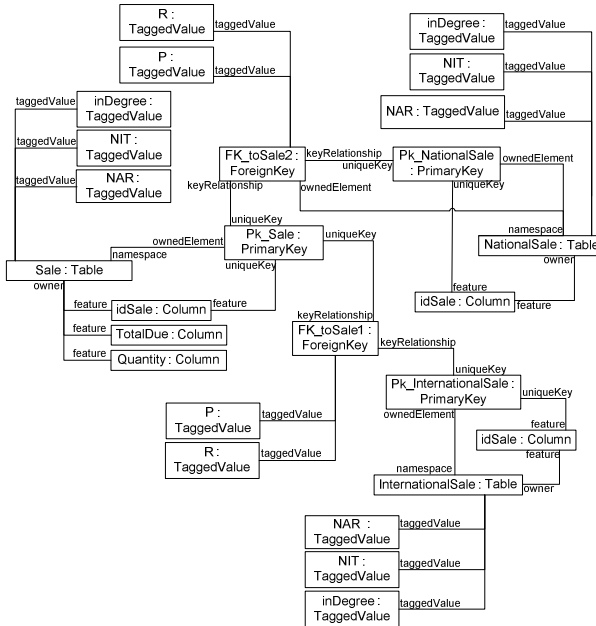 R :
TaggedValue
taggedValue
P :
TaggedValue
taggedValue
inDegree :
TaggedValue
taggedValue
NIT :
TaggedValue
taggedValue
NAR : TaggedValue
taggedValue
taggedValue
inDegree :
TaggedValue
taggedValue
NIT :
TaggedValue
taggedValue
NAR :
TaggedValue
FK_toSale2 :
ForeignKey
keyRelationship
uniqueKey
Pk_NationalSale
: PrimaryKey
ownedElement
uniqueKey
keyRelationship
ownedElement
uniqueKey
Pk_Sale :
PrimaryKey
uniqueKey
ownedElement
namespace
uniqueKey
Sale : Table
owner
namespace
NationalSale : Table
owner
feature
idSale : Column
feature
feature
idSale : Column
feature
feature
TotalDue : Column
feature
Quantity : Column
keyRelationship
FK_toSale1 :
ForeignKey
keyRelationship
uniqueKey
Pk_InternationalSale :
PrimaryKey
uniqueKey
ownedElement
P :
TaggedValue
taggedValue
R :
TaggedValue
taggedValue
feature
idSale : Column
feature
namespace
InternationalSale : Table
owner
NAR :
TaggedValue
taggedValue
NIT :
TaggedValue
taggedValue
inDegree :
TaggedValue
taggedValue